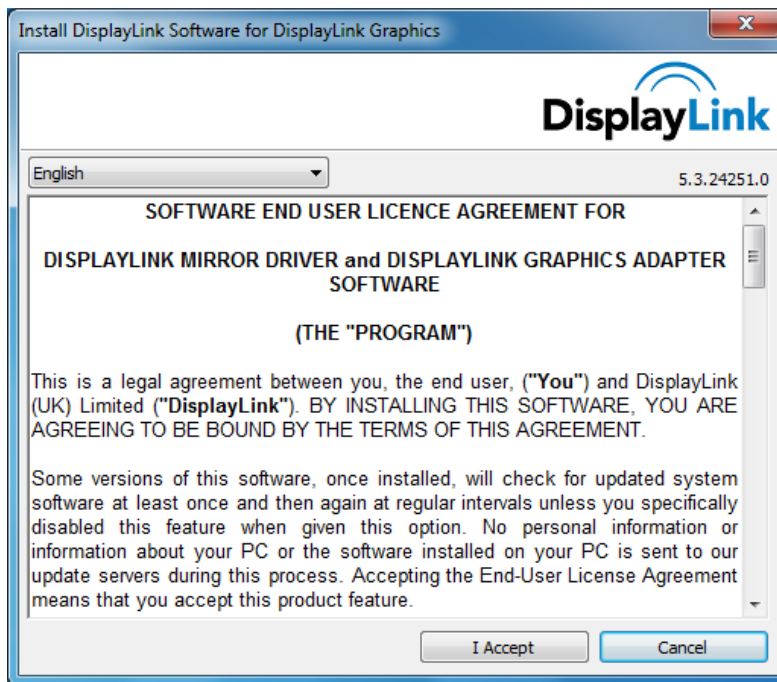 Install DisplayLink Software for DisplayLink Graphics
DisplayLink
English
5.3.24251.0
SOFTWARE END USER LICENCE AGREEMENT FOR
DISPLAYLINK MIRROR DRIVER and DISPLAYLINK GRAPHICS ADAPTER
SOFTWARE
(THE "PROGRAM")
This is a legal agreement between you, the end user, ("You") and DisplayLink
(UK) Limited ("DisplayLink"). BY INSTALLING THIS SOFTWARE, YOU ARE
AGREEING TO BE BOUND BY THE TERMS OF THIS AGREEMENT.
Some versions of this software, once installed, will check for updated system
software at least once and then again at regular intervals unless you specifically
disabled this feature when given this option. No personal information or
information about your PC or the software installed on your PC is sent to our
update servers during this process. Accepting the End-User License Agreement
means that you accept this product feature.
I Accept
Cancel